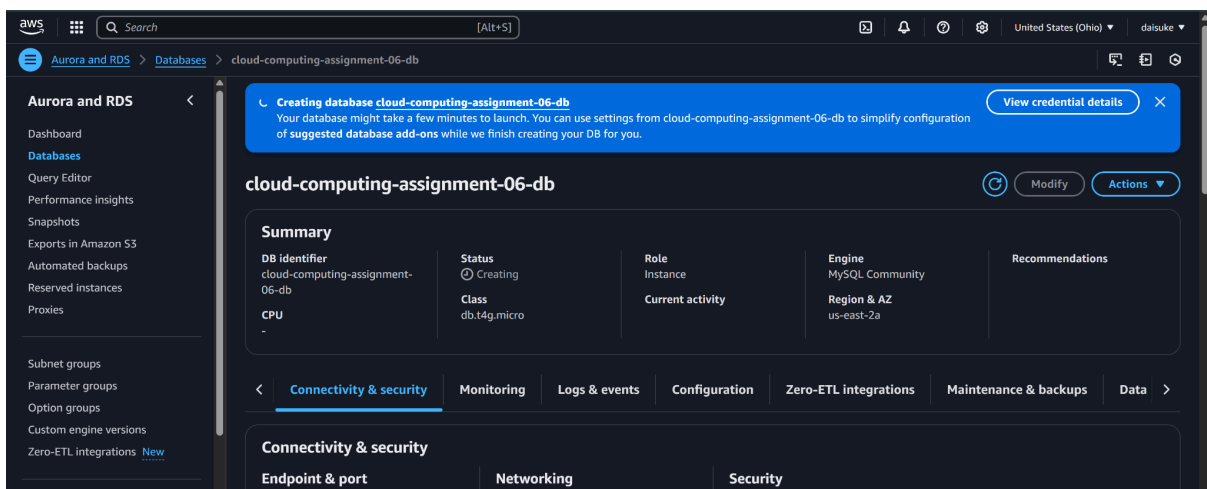 aws
Search
[Alt+S]
United States (Ohio)
daisuke
Aurora and RDS > Databases > cloud-computing-assignment-06-db
Aurora and RDS
Dashboard
Databases
Query Editor
Performance insights
Snapshots
Exports in Amazon S3
Automated backups
Reserved instances
Proxies
Subnet groups
Parameter groups
Option groups
Custom engine versions
Zero-ETL integrations New
Creating database cloud-computing-assignment-06-db
Your database might take a few minutes to launch. You can use settings from cloud-computing-assignment-06-db to simplify configuration
of suggested database add-ons while we finish creating your DB for you.
View credential details
cloud-computing-assignment-06-db
Modify
Actions
Summary
DB identifier
cloud-computing-assignment-
06-db
CPU
-
Status
Creating
Class
db.t4g.micro
Role
Instance
Current activity
Engine
MySQL Community
Region & AZ
us-east-2a
Recommendations
Connectivity & security
Monitoring
Logs & events
Configuration
Zero-ETL integrations
Maintenance & backups
Data
Connectivity & security
Endpoint & port
Networking
Security